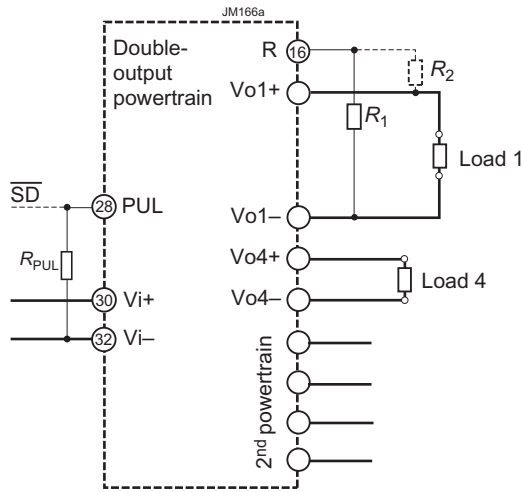 JM166a
Double-
output
powertrain
R 16
R2
Vo1+
R1
Load 1
SD
28 PUL
Vo1–
RPUL
Vo4+
Load 4
30 Vi+
Vo4–
32 Vi–
2nd powertrain